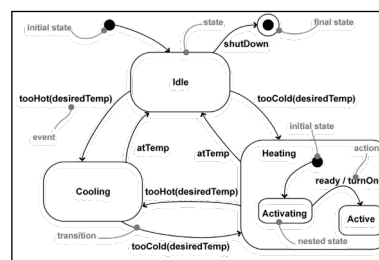 initial state
state
final state
shutDown
Idle
tooHot(desiredTemp)
tooCold(desiredTemp)
event
initial state
action
atTemp
atTemp
Heating
ready / turnOn
Cooling
tooHot(desiredTemp)
Activating
Active
transition
tooCold(desiredTemp)
nested state